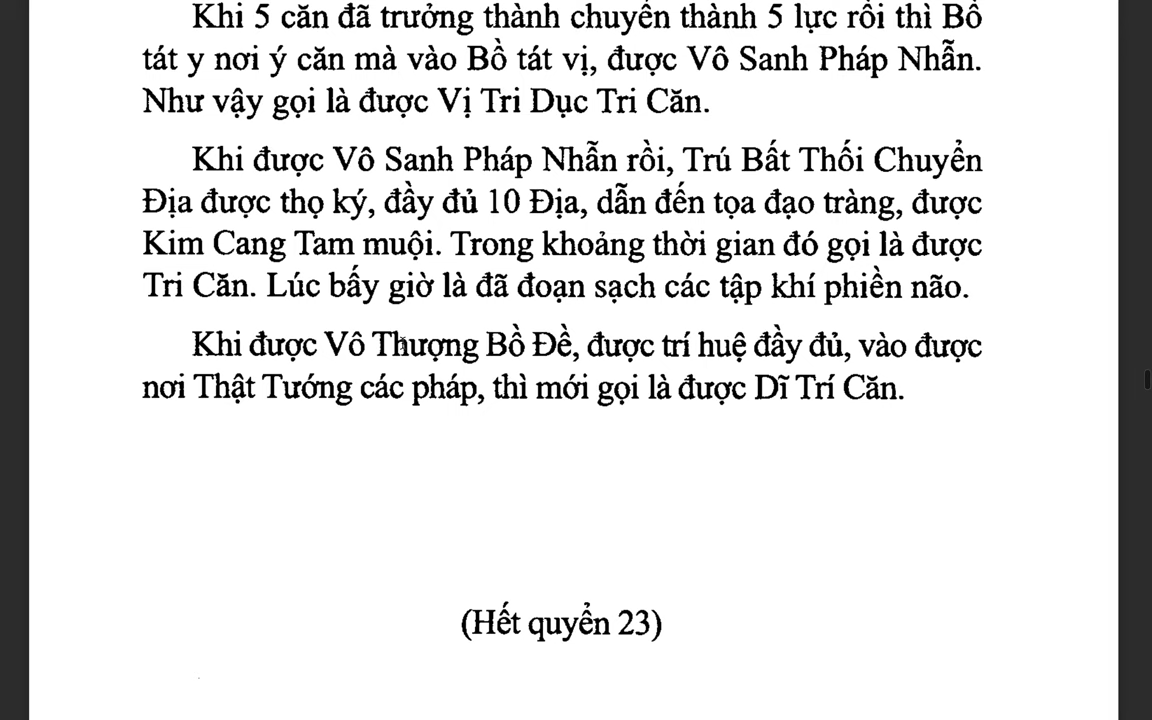 Khi 5 căn đã trưởng thành chuyển thành 5 lực rồi thì Bồ
tát y nơi ý căn mà vào Bồ tát vị, được Vô Sanh Pháp Nhẫn.
Như vậy gọi là được Vị Tri Dục Tri Căn.
Khi được Vô Sanh Pháp Nhẫn rồi, Trú Bất Thối Chuyển
Địa được thọ ký, đầy đủ 10 Địa, dẫn đến tọa đạo tràng, được
Kim Cang Tam muội. Trong khoảng thời gian đó gọi là được
Tri Căn. Lúc bấy giờ là đã đoạn sạch các tập khí phiền não.
Khi được Vô Thượng Bồ Đề, được trí huệ đầy đủ, vào được
nơi Thật Tướng các pháp, thì mới gọi là được Dĩ Trí Căn.
(Hết quyển 23)